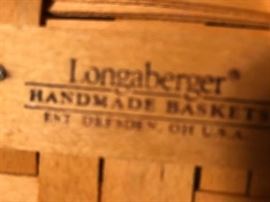 Longaberger®
HANDMADE BASKETS
EST. DRESDEN, OH U.S.A.